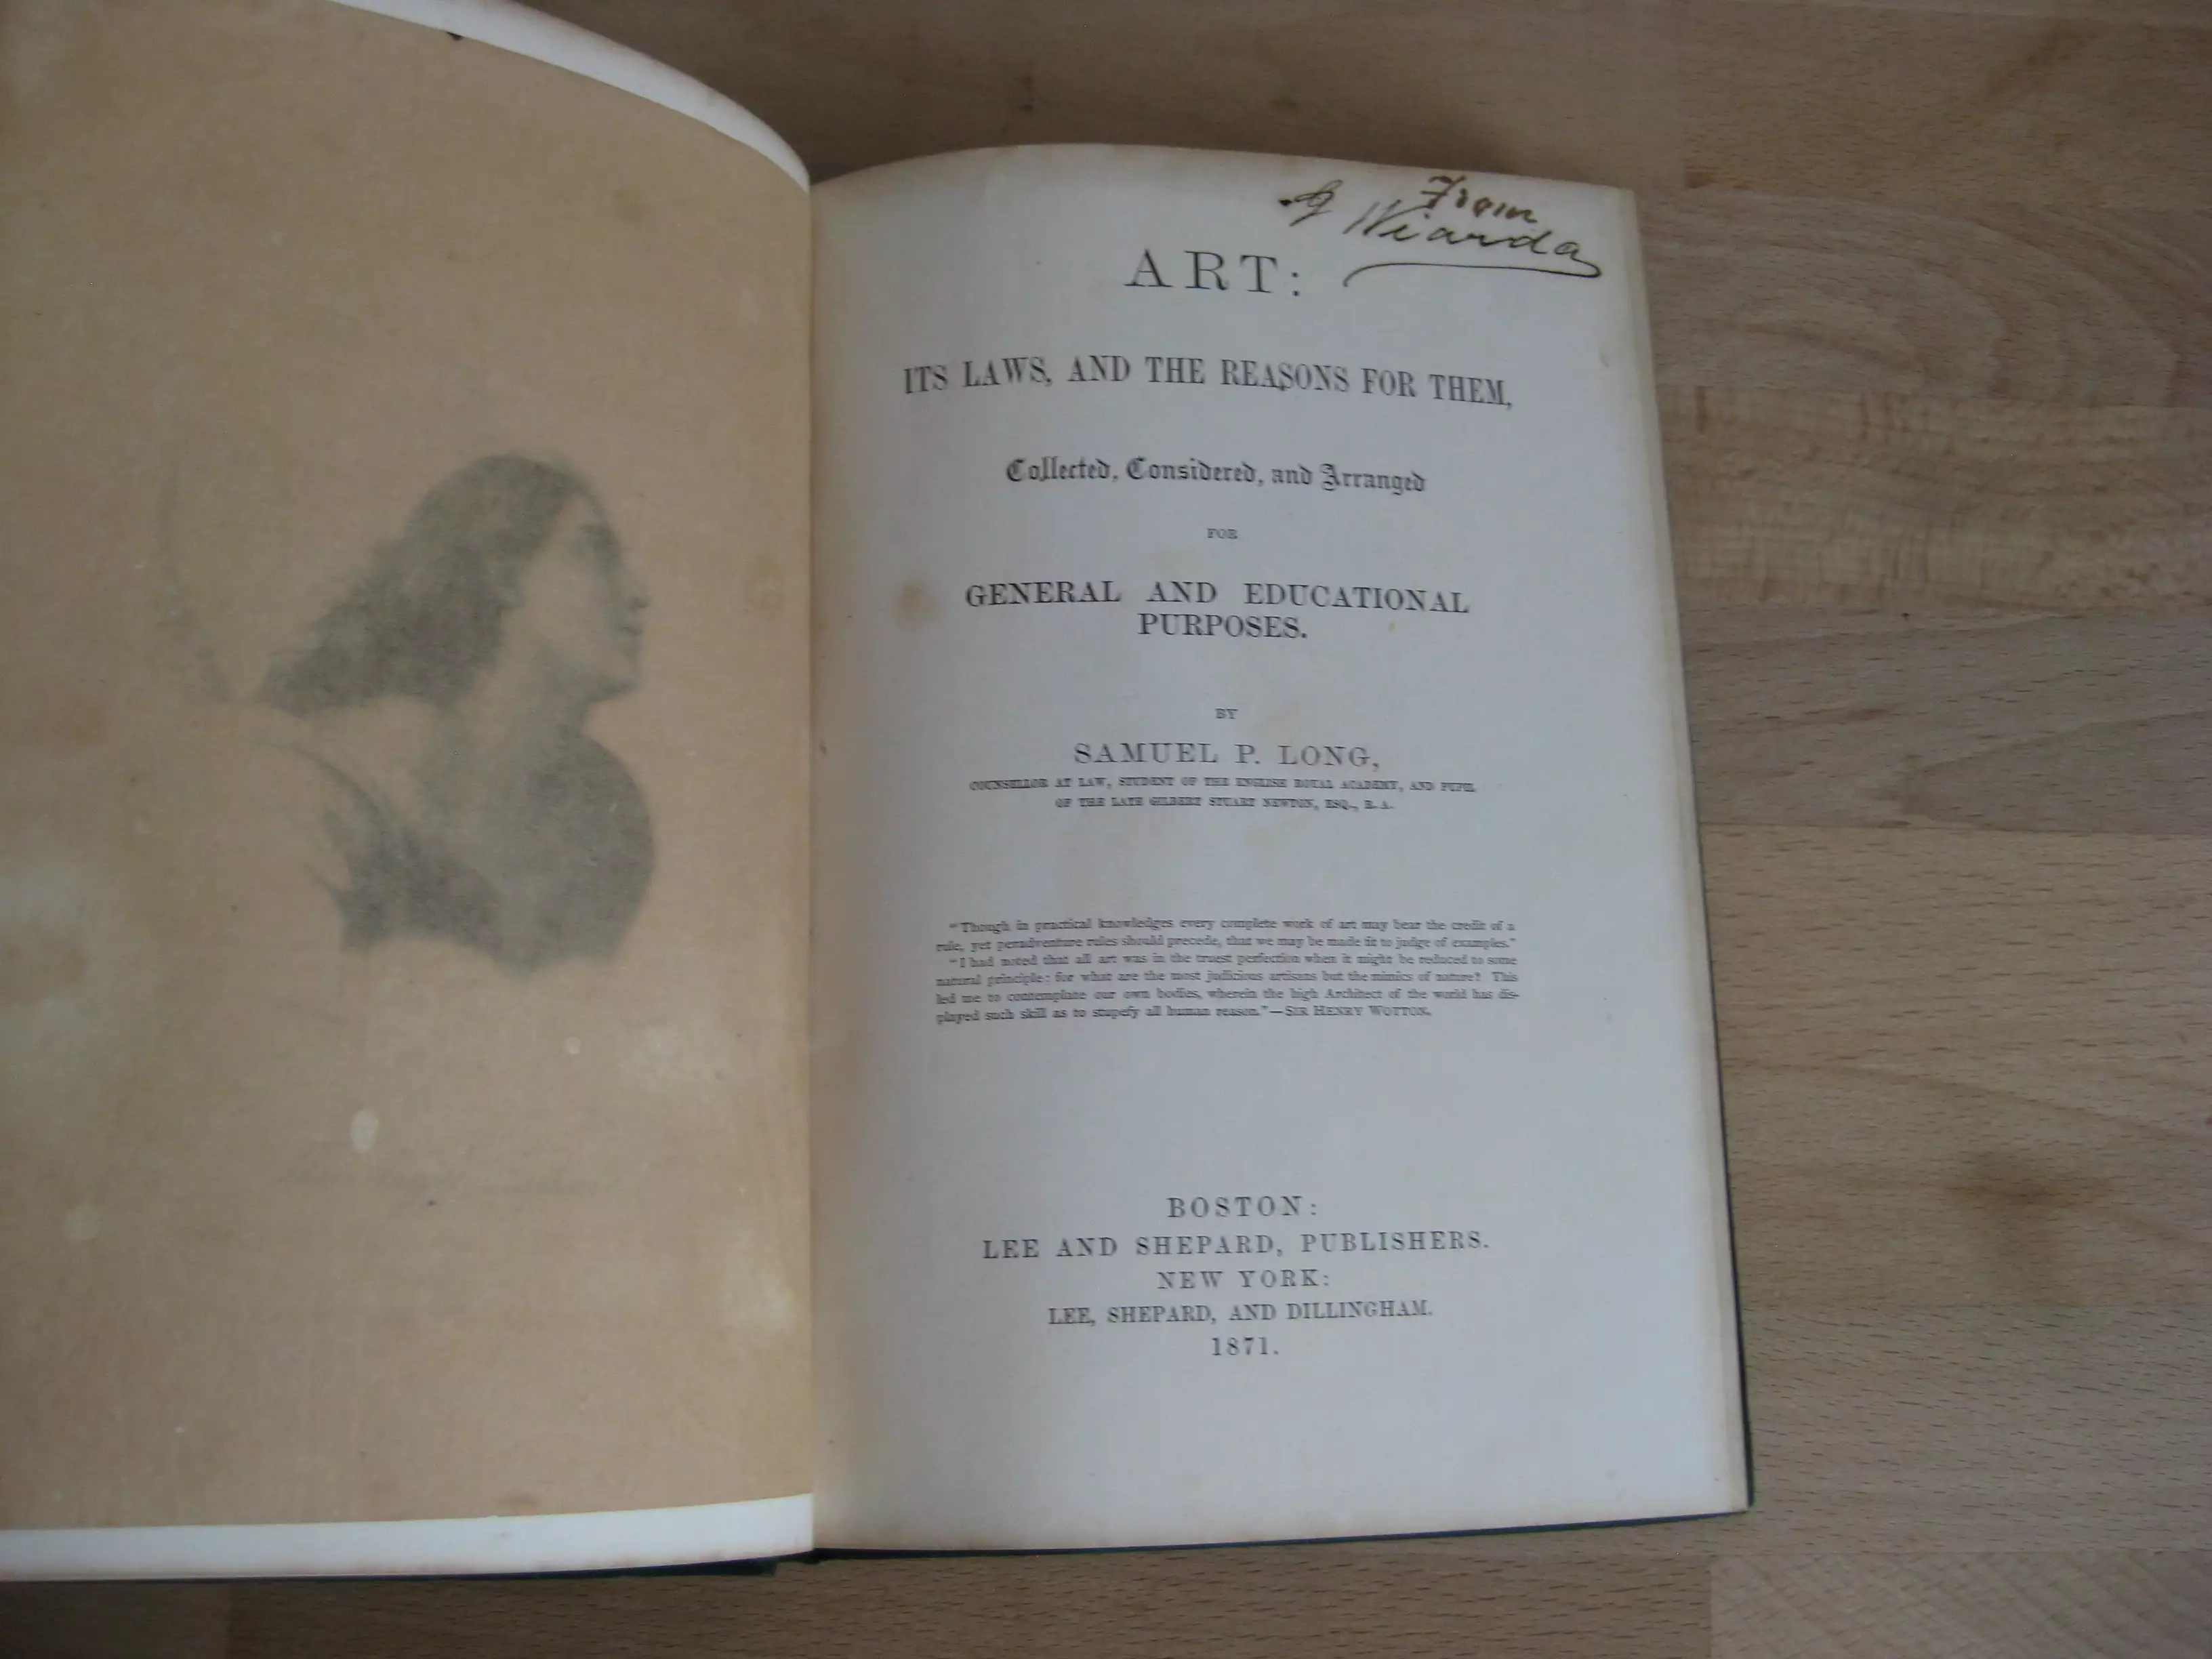 From
J Wiarda
ART:
ITS LAWS, AND THE REASONS FOR THEM,
Collected, Considered, and Arranged
FOR
GENERAL AND EDUCATIONAL
PURPOSES.
BY
SAMUEL P. LONG,
COUNSELLOR AT LAW, STUDENT OF THE ENGLISH ROYAL ACADEMY, AND PUPIL
OF THE LATE GILBERT STUART NEWTON, ESQ., R. A.
"Though in practical knowledges every complete work of art may bear the credit of a
rule, yet peradventure rules should precede, that we may be made fit to judge of examples."
"I had noted that all art was in the truest perfection when it might be reduced to some
natural principle: for what are the most judicious artisans but the mimics of nature? This
led me to contemplate our own bodies, wherein the high Architect of the world has dis-
played such skill as to stupefy all human reason."—SIR HENRY WOTTON.
BOSTON:
LEE AND SHEPARD, PUBLISHERS.
NEW YORK:
LEE, SHEPARD, AND DILLINGHAM.
1871.